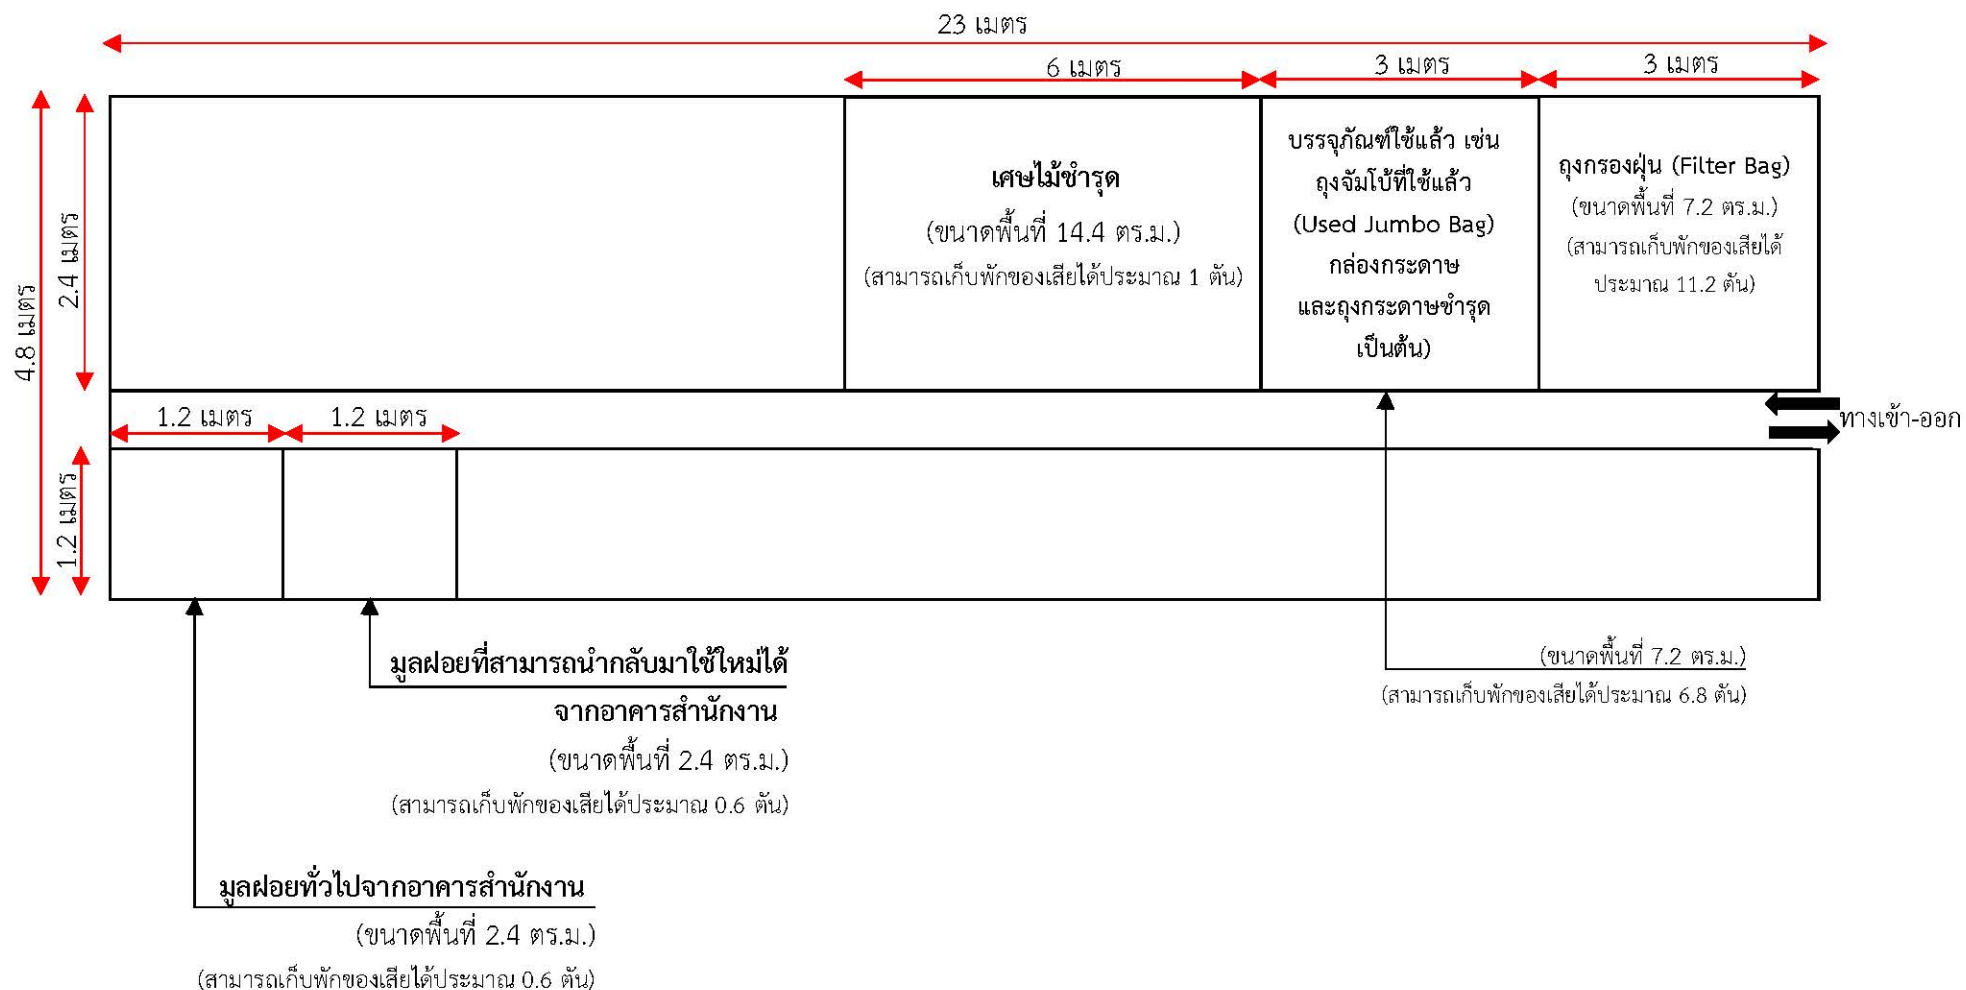 23 เมตร
6 เมตร
3 เมตร
3 เมตร
4.8 เมตร
2.4 เมตร
เศษไม้ชำรุด
(ขนาดพื้นที่ 14.4 ตร.ม.)
(สามารถเก็บพักของเสียได้ประมาณ 1 ตัน)
บรรจุภัณฑ์ใช้แล้ว เช่น
ถุงจัมโบ้ที่ใช้แล้ว
(Used Jumbo Bag)
กล่องกระดาษ
และถุงกระดาษชำรุด
เป็นต้น)
ถุงกรองฝุ่น (Filter Bag)
(ขนาดพื้นที่ 7.2 ตร.ม.)
(สามารถเก็บพักของเสียได้
ประมาณ 11.2 ตัน)
1.2 เมตร
1.2 เมตร
ทางเข้า-ออก
1.2 เมตร
(ขนาดพื้นที่ 7.2 ตร.ม.)
(สามารถเก็บพักของเสียได้ประมาณ 6.8 ตัน)
มูลฝอยที่สามารถนำกลับมาใช้ใหม่ได้
จากอาคารสำนักงาน
(ขนาดพื้นที่ 2.4 ตร.ม.)
(สามารถเก็บพักของเสียได้ประมาณ 0.6 ตัน)
มูลฝอยทั่วไปจากอาคารสำนักงาน
(ขนาดพื้นที่ 2.4 ตร.ม.)
(สามารถเก็บพักของเสียได้ประมาณ 0.6 ตัน)